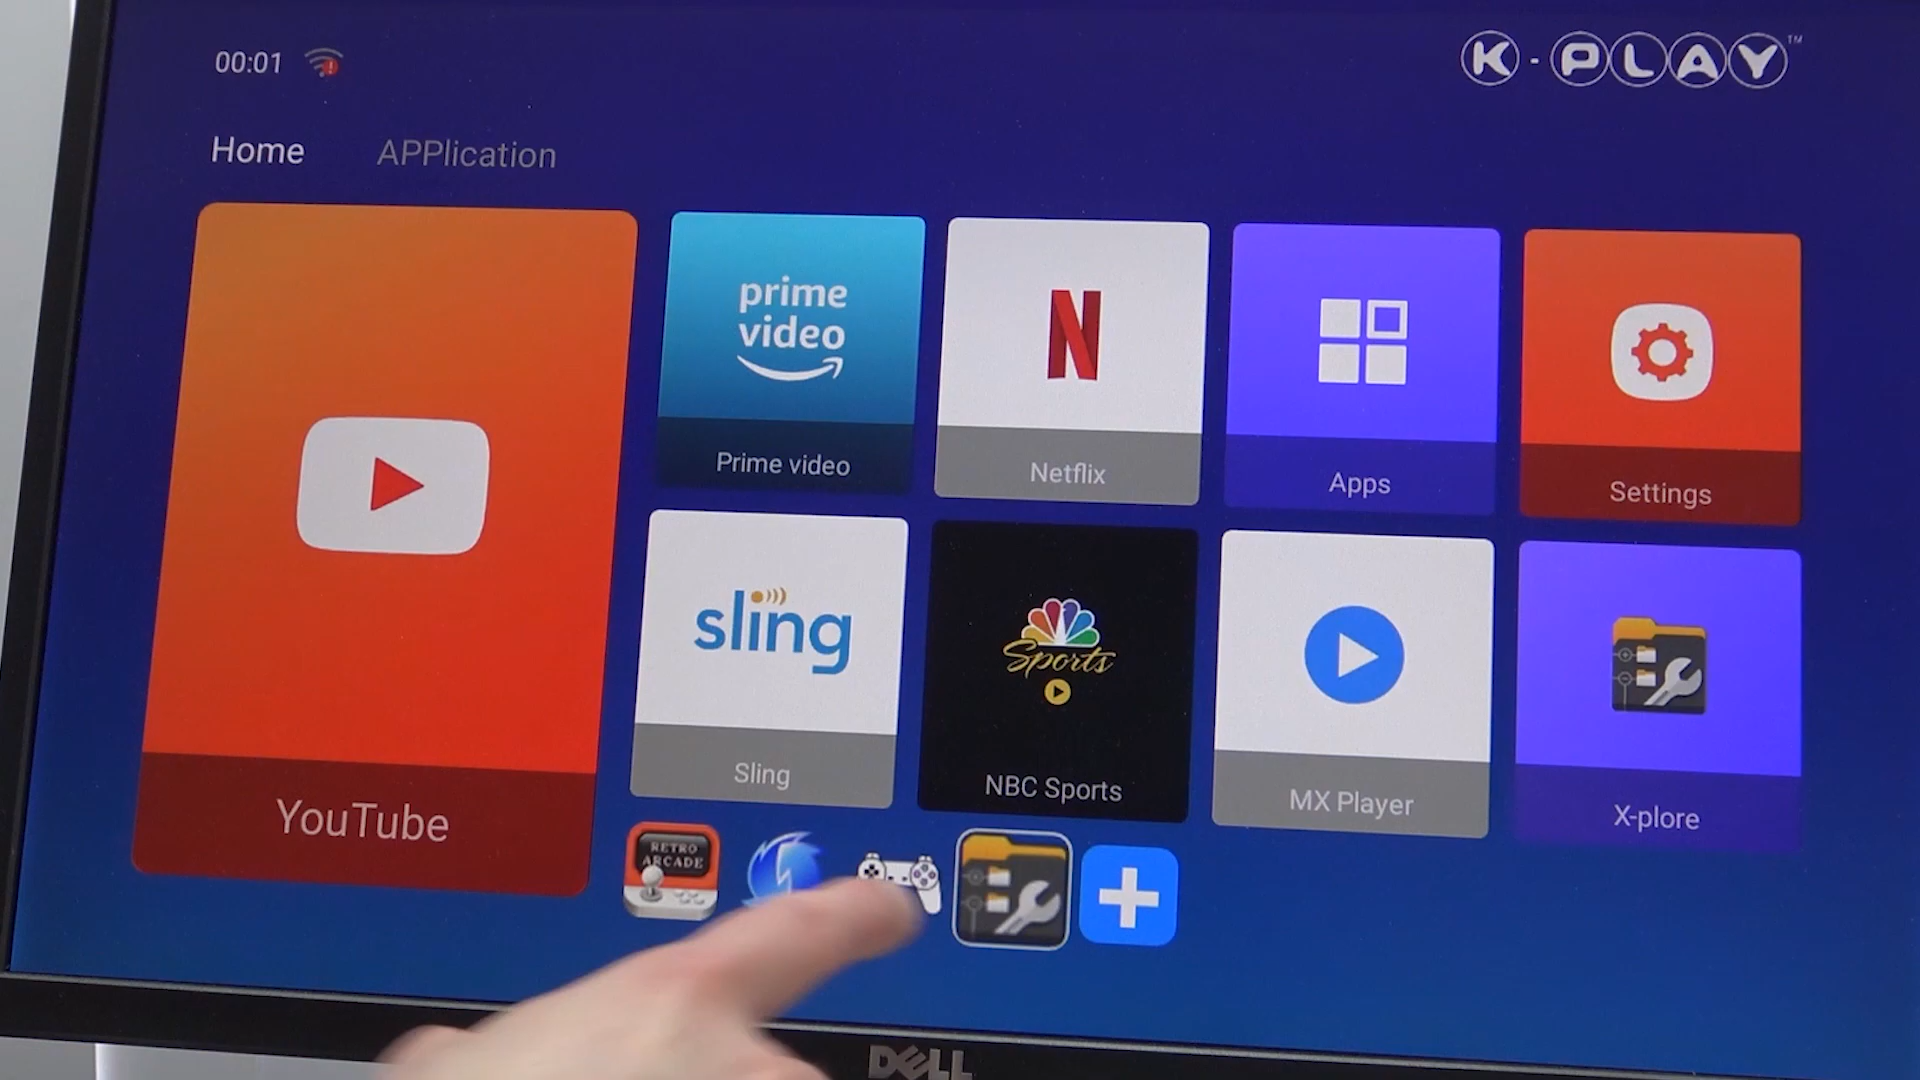 00:01
K-PLAY™
Home
APPlication
prime
video
Prime video
N
Netflix
Apps
Settings
sling
Sling
Sports
NBC Sports
MX Player
X-plore
YouTube
RETRO
ARCADE
DELL